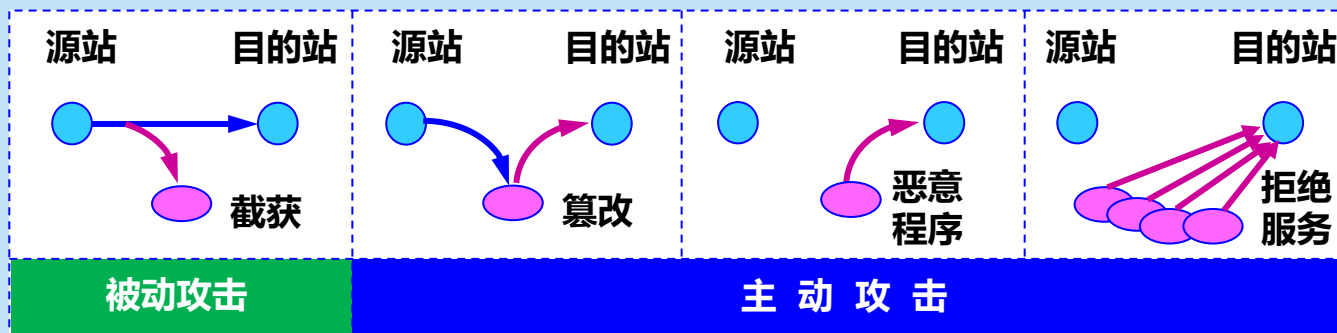 源站 目的站
截获
源站 目的站
篡改
源站 目的站
恶意
程序
源站 目的站
拒绝
服务
被动攻击
主 动 攻 击